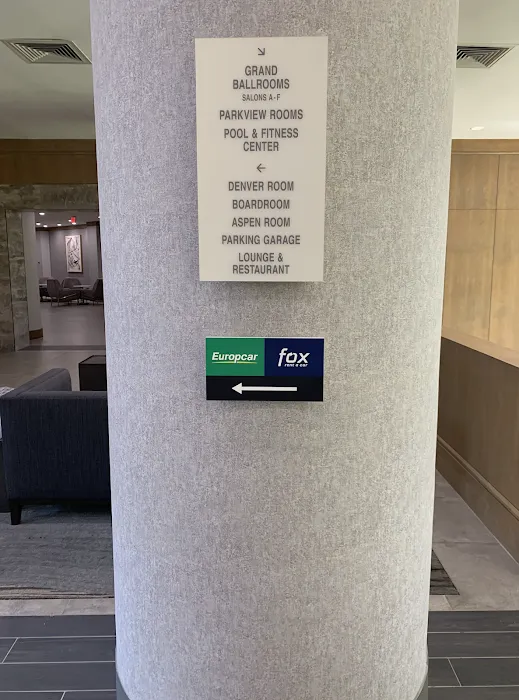 ↘
GRAND
BALLROOMS
SALONS A-F
PARKVIEW ROOMS
POOL & FITNESS
CENTER
←
DENVER ROOM
BOARDROOM
ASPEN ROOM
PARKING GARAGE
LOUNGE &
RESTAURANT
Europcar fox
rent a car
←